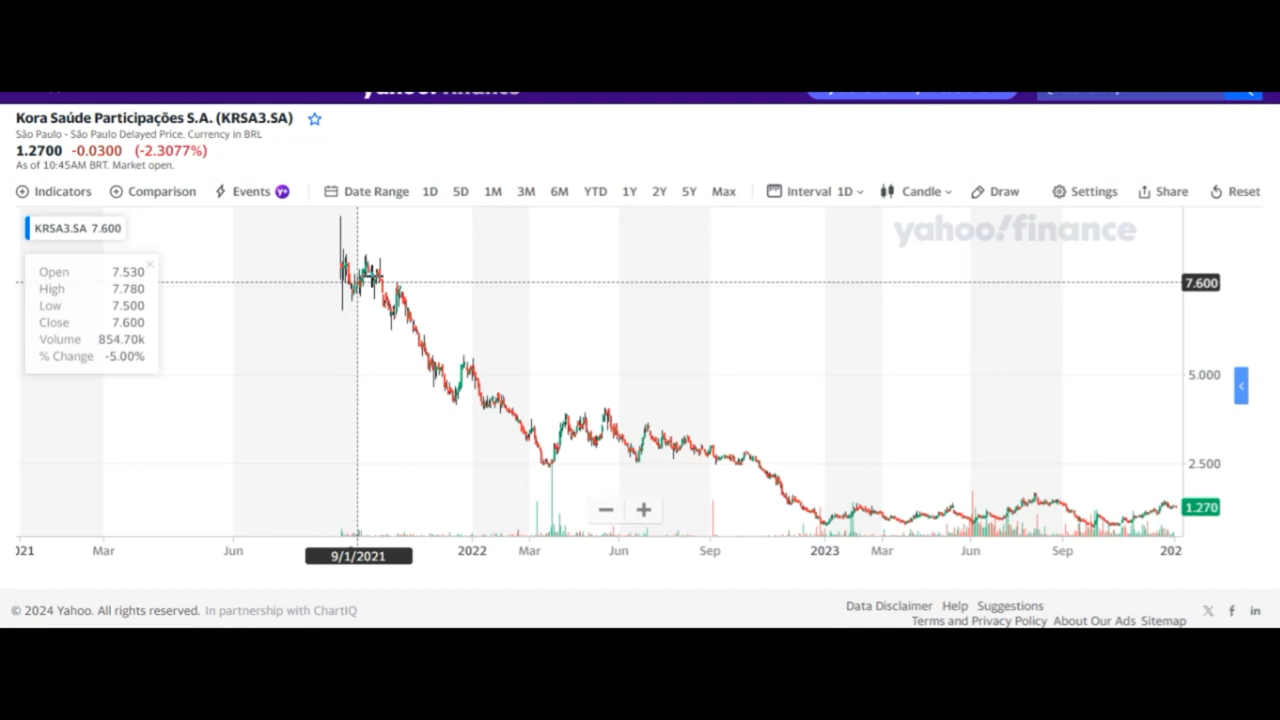 Kora Saúde Participações S.A. (KRSA3.SA)
São Paulo - São Paulo Delayed Price. Currency in BRL
1.2700 -0.0300 (-2.3077%)
As of 10:45AM BRT. Market open.
Indicators Comparison Events Y+ Date Range 1D 5D 1M 3M 6M YTD 1Y 2Y 5Y Max Interval 1D Candle Draw Settings Share Reset
KRSA3.SA 7.600
yahoo!finance
Open 7.530
High 7.780
Low 7.500
Close 7.600
Volume 854.70k
% Change -5.00%
7.600
5.000
2.500
1.270
021 Mar Jun 9/1/2021 2022 Mar Jun Sep 2023 Mar Jun Sep 202
© 2024 Yahoo. All rights reserved. In partnership with ChartIQ
Data Disclaimer Help Suggestions
Terms and Privacy Policy About Our Ads Sitemap